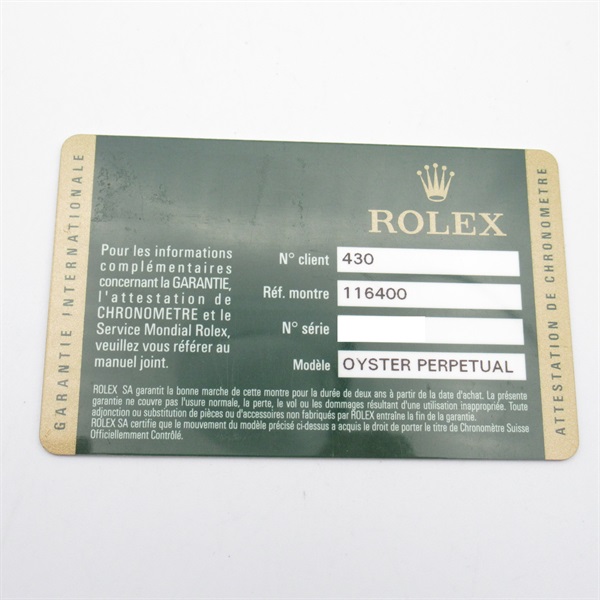 GARANTIE INTERNATIONALE
ROLEX
Pour les informations
complémentaires
concernant la GARANTIE,
l'attestation de
CHRONOMETRE et le
Service Mondial Rolex,
veuillez vous référer au
manuel joint.
N° client 430
Réf. montre 116400
N° série
Modèle OYSTER PERPETUAL
ROLEX SA garantit la bonne marche de cette montre pour la durée de deux ans à partir de la date d'achat. La présente
garantie ne couvre pas l'usure normale, la perte, le vol ou les dommages résultant d'une utilisation inappropriée. Toute
adjonction ou substitution de pièces ou d'accessoires non fabriqués par ROLEX entraîne la fin de la garantie.
ROLEX SA certifie que le mouvement du modèle précisé ci-dessus a acquis le droit de porter le titre de Chronomètre Suisse
Officiellement Contrôlé.
ATTESTATION DE CHRONOMETRE